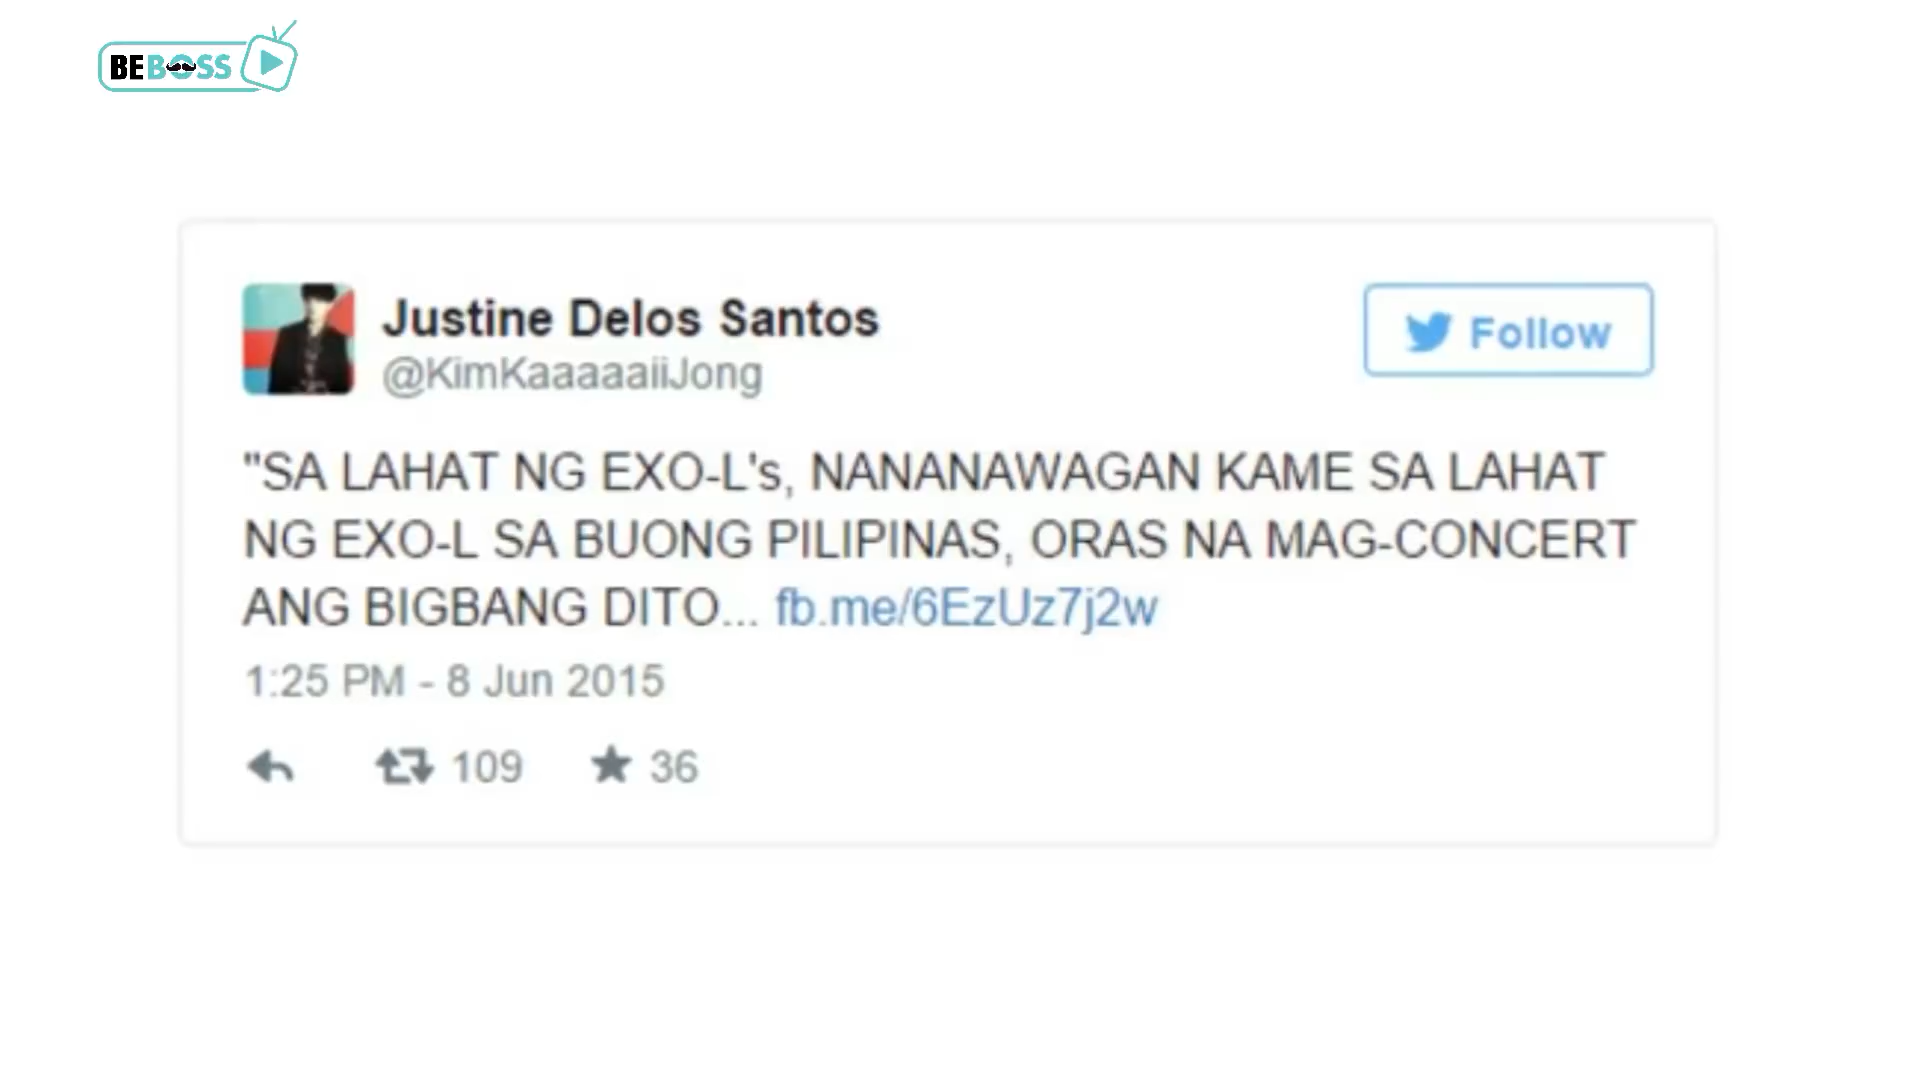 BEBOSS
Justine Delos Santos
@KimKaaaaaiiJong
Follow
"SA LAHAT NG EXO-L's, NANANAWAGAN KAME SA LAHAT
NG EXO-L SA BUONG PILIPINAS, ORAS NA MAG-CONCERT
ANG BIGBANG DITO... fb.me/6EzUz7j2w
1:25 PM - 8 Jun 2015
109 36